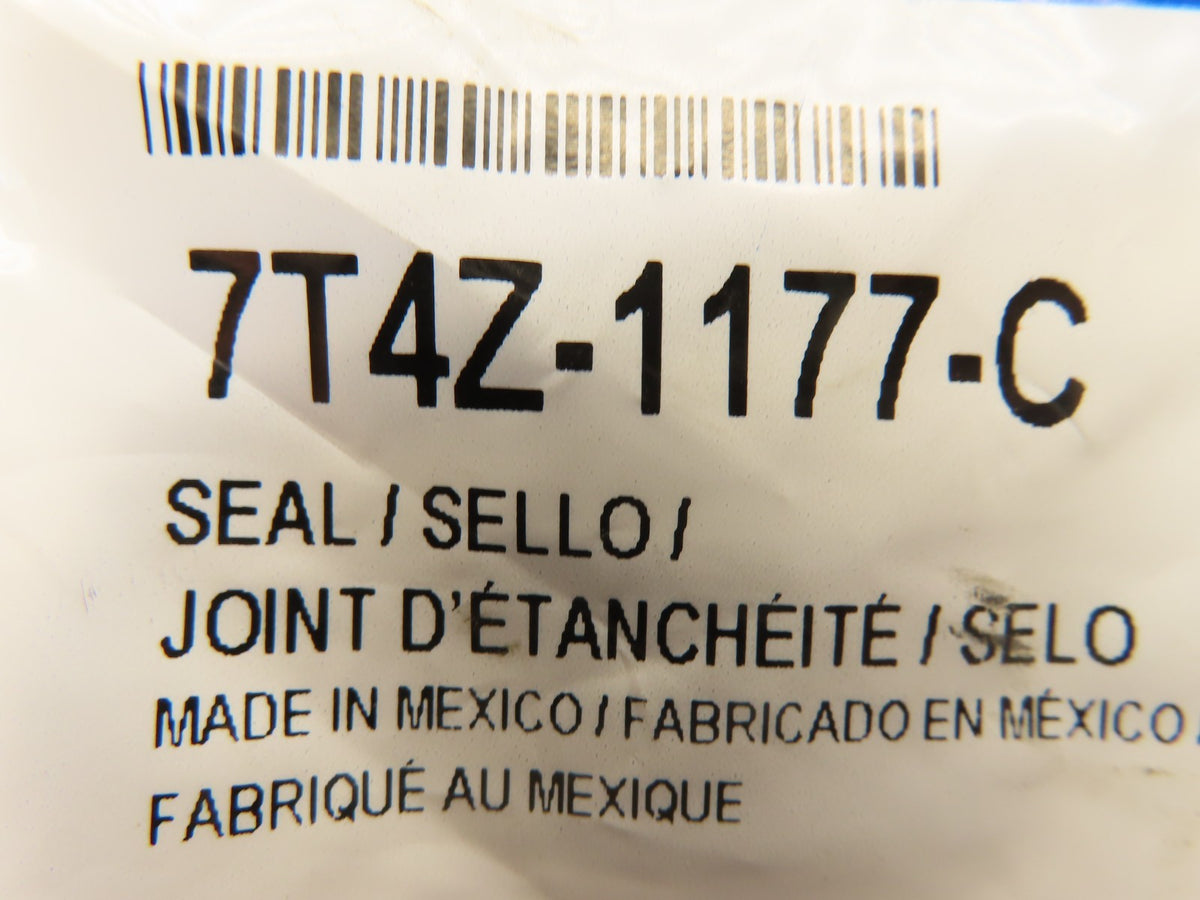 7T4Z-1177-C
SEAL / SELLO /
JOINT D'ÉTANCHÉITÉ / SELO
MADE IN MEXICO / FABRICADO EN MÉXICO /
FABRIQUÉ AU MEXIQUE